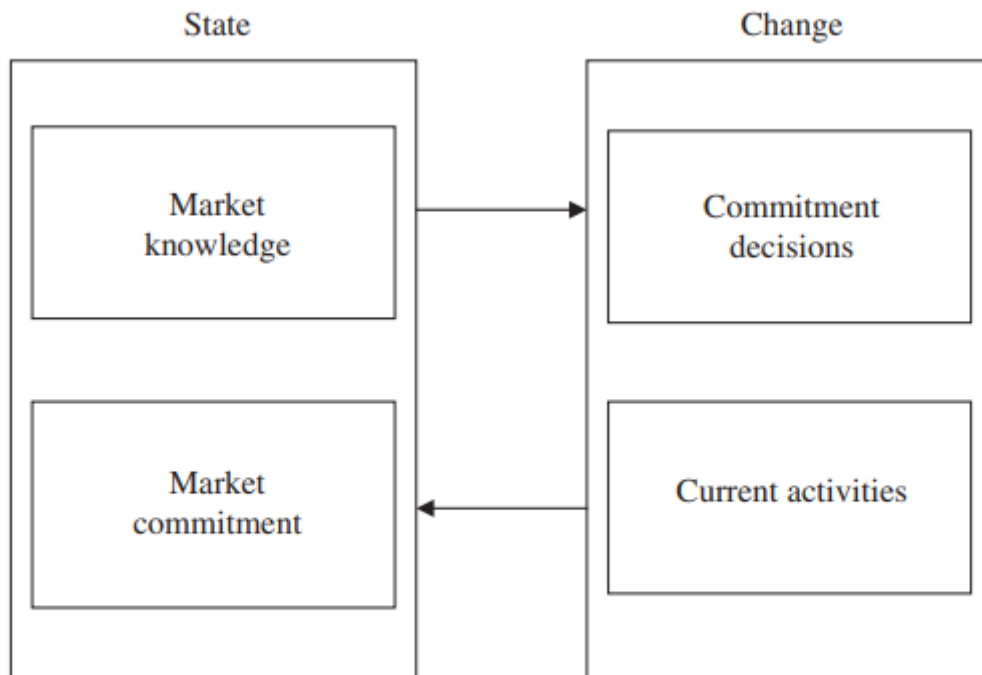 State
Change
Market
knowledge
Commitment
decisions
Market
commitment
Current activities